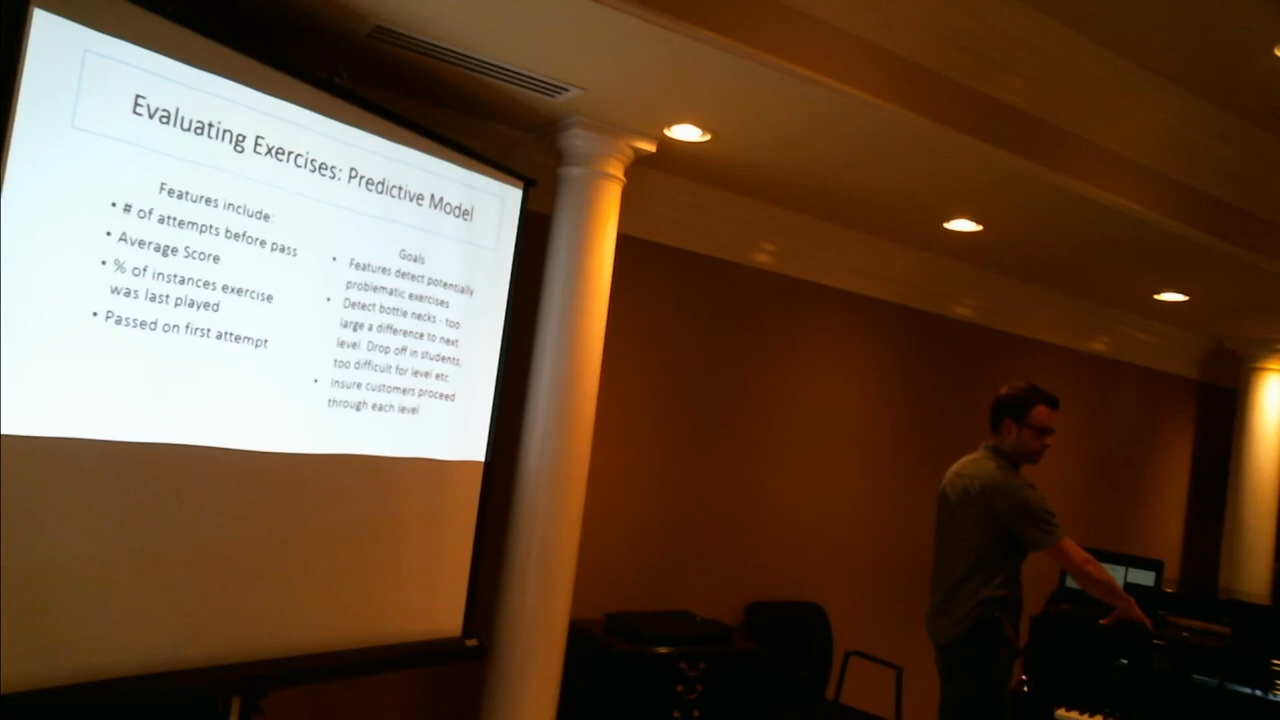 Evaluating Exercises: Predictive Model
Features include:
• # of attempts before pass
• Average Score
• % of instances exercise
was last played
• Passed on first attempt
Goals
• Features detect potentially
problematic exercises
• Detect bottle necks - too
large a difference to next
level. Drop off in students,
too difficult for level etc
• Insure customers proceed
through each level